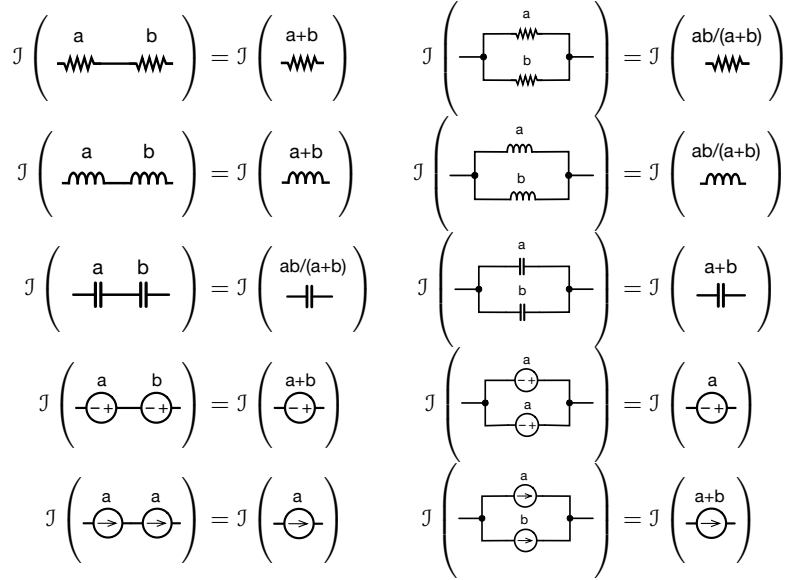 ℐ ( a b ) = ℐ ( a+b )
ℐ ( a b ) = ℐ ( ab/(a+b) )
ℐ ( a b ) = ℐ ( a+b )
ℐ ( a b ) = ℐ ( ab/(a+b) )
ℐ ( a b ) = ℐ ( ab/(a+b) )
ℐ ( a b ) = ℐ ( a+b )
ℐ ( a − + b − + ) = ℐ ( a+b − + )
ℐ ( a − + a − + ) = ℐ ( a − + )
ℐ ( a → a → ) = ℐ ( a → )
ℐ ( a → b → ) = ℐ ( a+b → )